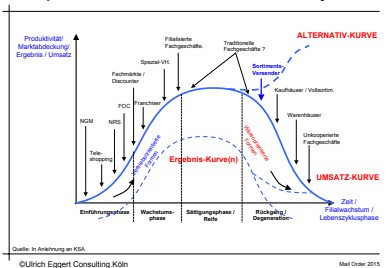 Produktivität/
Marktabdeckung/
Ergebnis / Umsatz
Filialisierte
Fachgeschäfte.
Traditionelle
Fachgeschäfte ?
ALTERNATIV-KURVE
Spezial-VH.
Fachmärkte /
Discounter
Sortiments-
Versender
Kaufhäuser / Vollsortim.
FOC
Franchiser
NRS
NGM
Warenhäuser
Tele-
shopping
Unkooperierte
Fachgeschäfte
Formen
Formen
Ergebnis-Kurve(n)
UMSATZ-KURVE
Zeit /
Filialwachstum /
Lebenszyklusphase
Einführungsphase
Wachstums-
phase
Sättigungsphase /
Reife
Rückgang /
Degeneration
Quelle: In Anlehnung an KSA
©Ulrich Eggert Consulting.Köln
Mail Order 2015